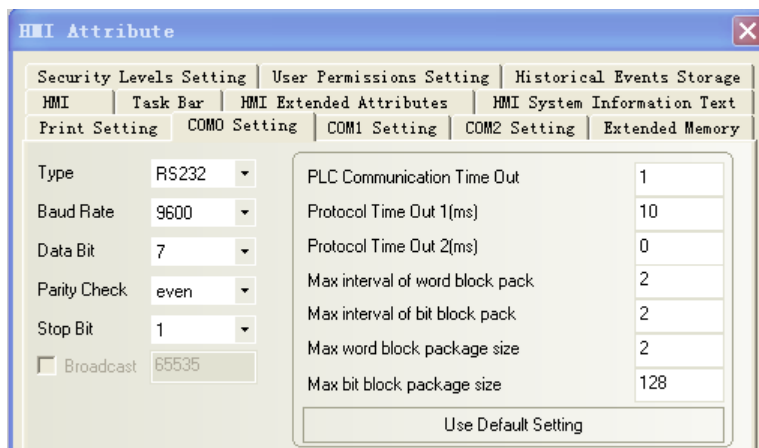 HMI Attribute
Security Levels Setting User Permissions Setting Historical Events Storage
HMI Task Bar HMI Extended Attributes HMI System Information Text
Print Setting COM0 Setting COM1 Setting COM2 Setting Extended Memory
Type RS232
Baud Rate 9600
Data Bit 7
Parity Check even
Stop Bit 1
Broadcast 65535
PLC Communication Time Out 1
Protocol Time Out 1(ms) 10
Protocol Time Out 2(ms) 0
Max interval of word block pack 2
Max interval of bit block pack 2
Max word block package size 2
Max bit block package size 128
Use Default Setting